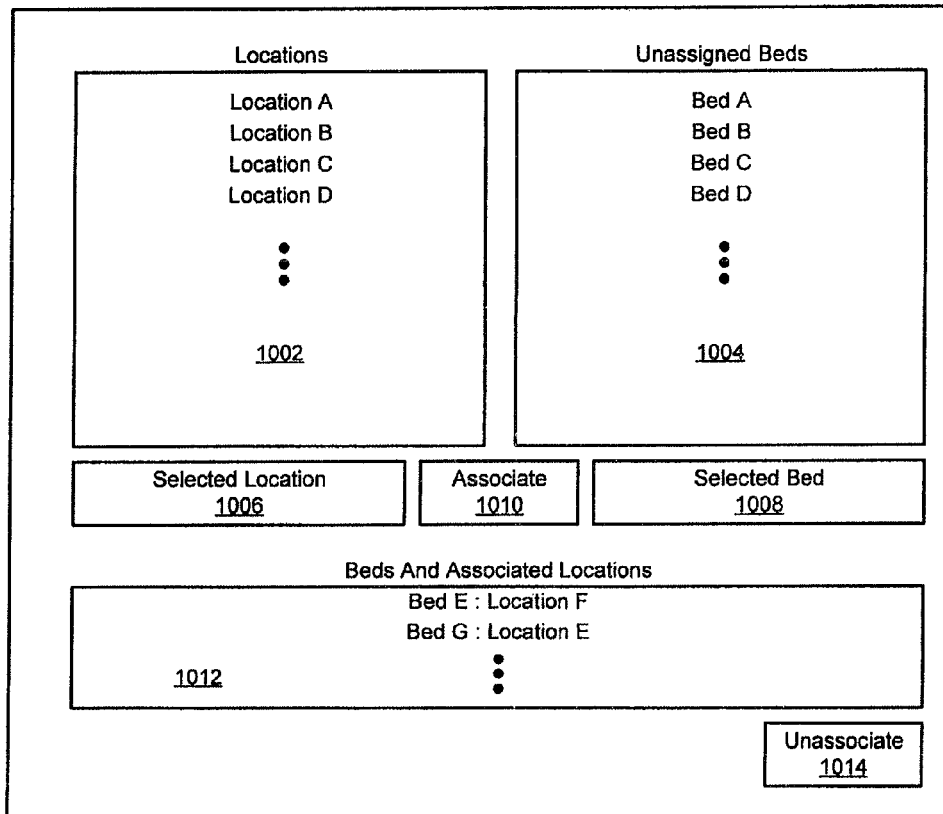 Locations
Unassigned Beds
Location A
Location B
Location C
Location D
1002
Bed A
Bed B
Bed C
Bed D
1004
Selected Location
1006
Associate
1010
Selected Bed
1008
Beds And Associated Locations
Bed E : Location F
Bed G : Location E
1012
Unassociate
1014